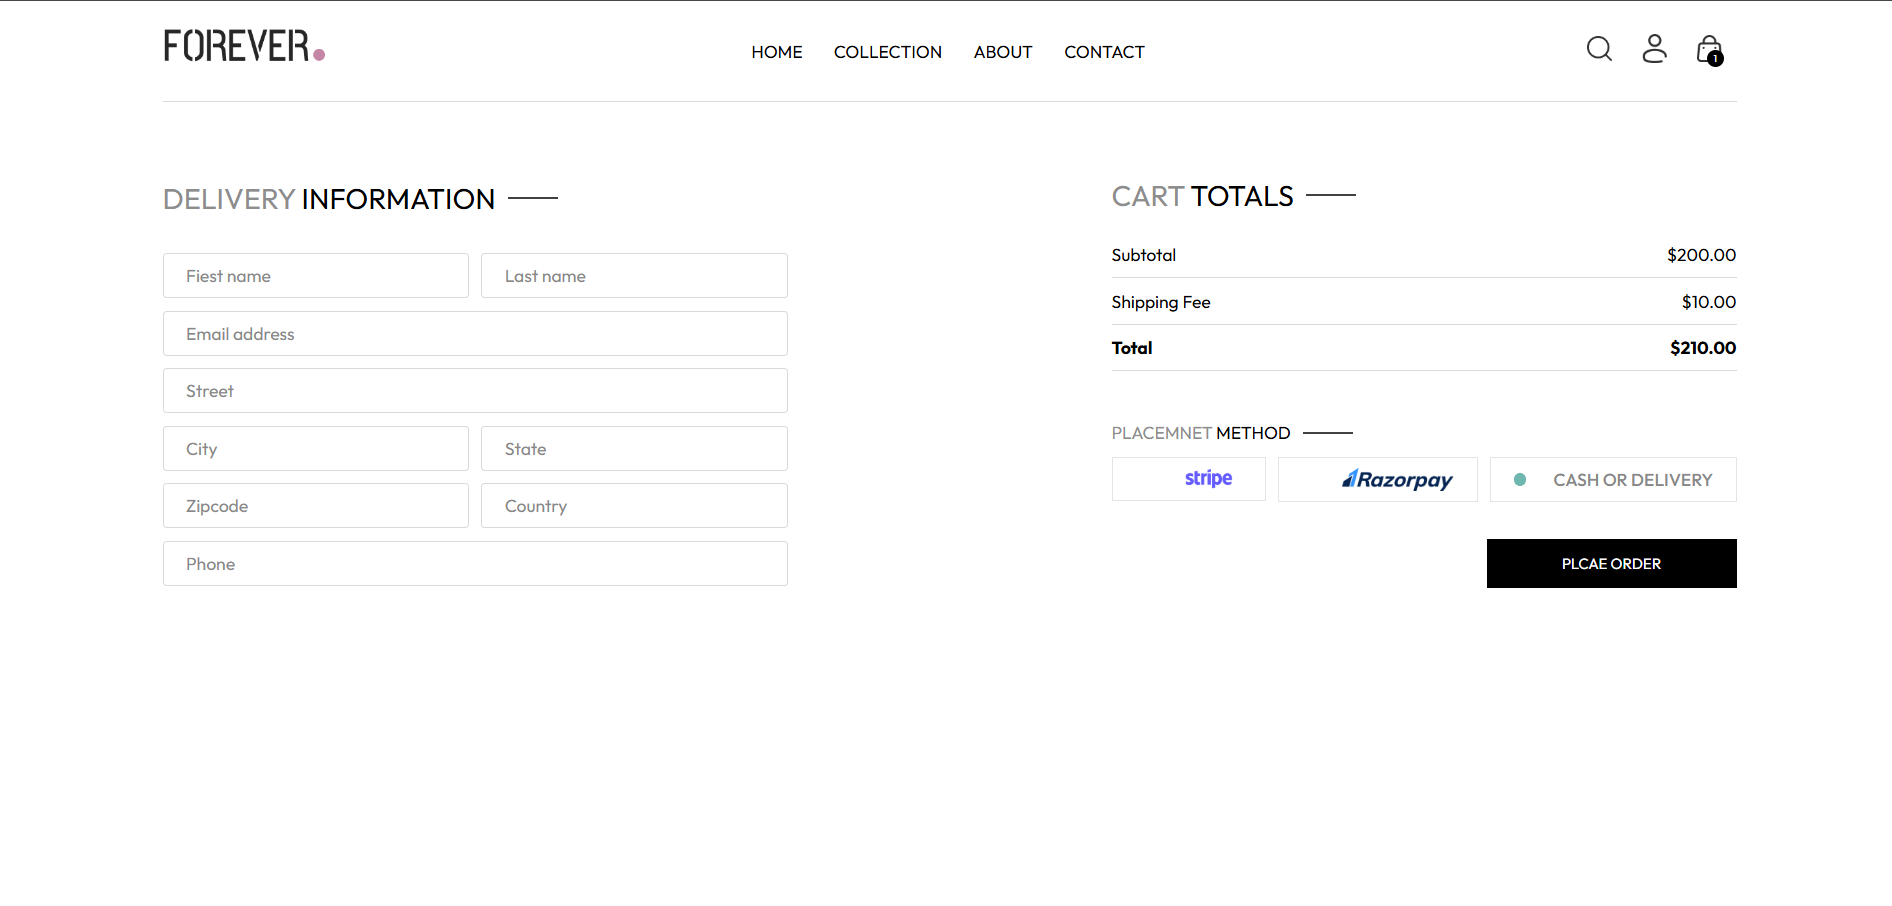 FOREVER.
HOME COLLECTION ABOUT CONTACT
1
DELIVERY INFORMATION
Fiest name Last name
Email address
Street
City State
Zipcode Country
Phone
CART TOTALS
Subtotal $200.00
Shipping Fee $10.00
Total $210.00
PLACEMNET METHOD
stripe Razorpay CASH OR DELIVERY
PLCAE ORDER